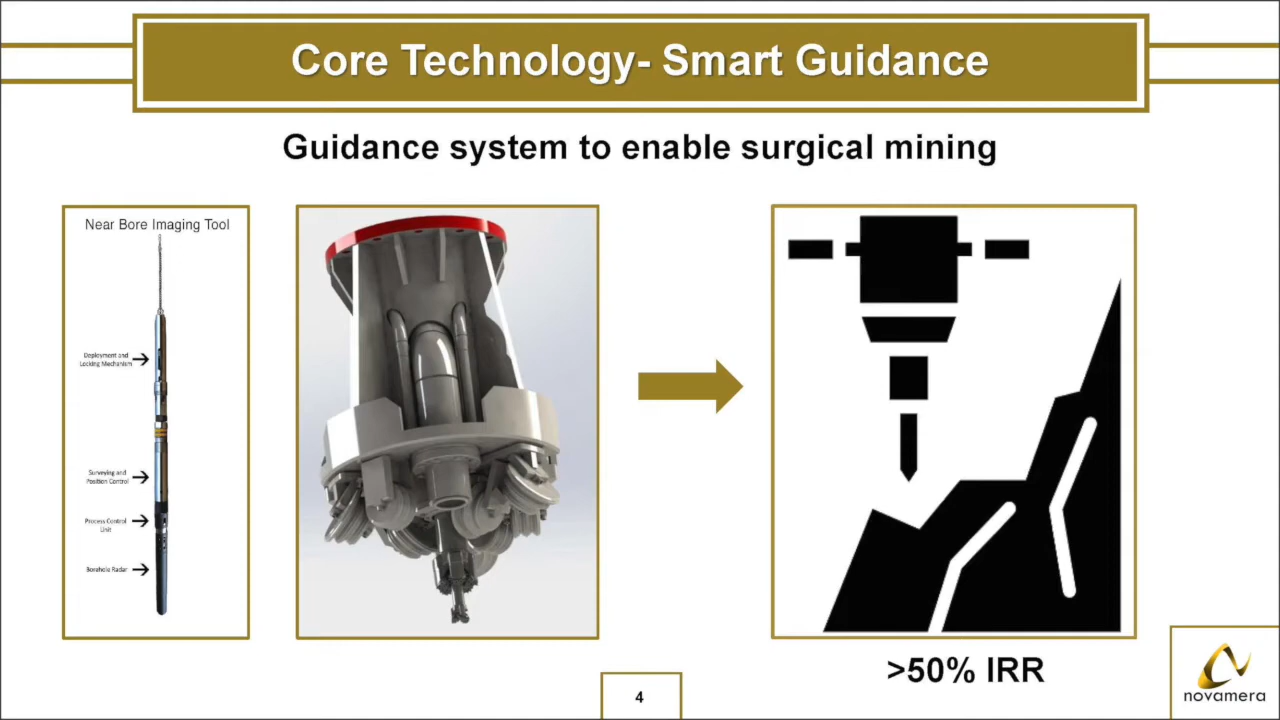 Core Technology- Smart Guidance
Guidance system to enable surgical mining
Near Bore Imaging Tool
Deployment and
Locking Mechanism
Surveying and
Position Control
Process Control
Unit
Borehole Radar
>50% IRR
4
novamera